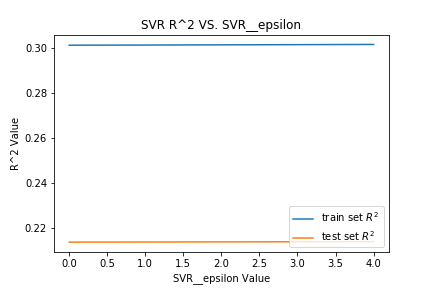 SVR R^2 VS. SVR__epsilon
R^2 Value
0.30
0.28
0.26
0.24
0.22
train set R²
test set R²
0.0 0.5 1.0 1.5 2.0 2.5 3.0 3.5 4.0
SVR__epsilon Value